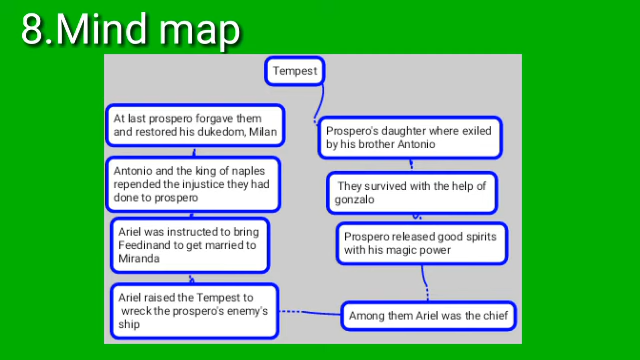 8.Mind map
Tempest
Prospero's daughter where exiled
by his brother Antonio
They survived with the help of
gonzalo
Prospero released good spirits
with his magic power
Among them Ariel was the chief
Ariel raised the Tempest to
wreck the prospero's enemy's
ship
Ariel was instructed to bring
Feedinand to get married to
Miranda
Antonio and the king of naples
repended the injustice they had
done to prospero
At last prospero forgave them
and restored his dukedom, Milan